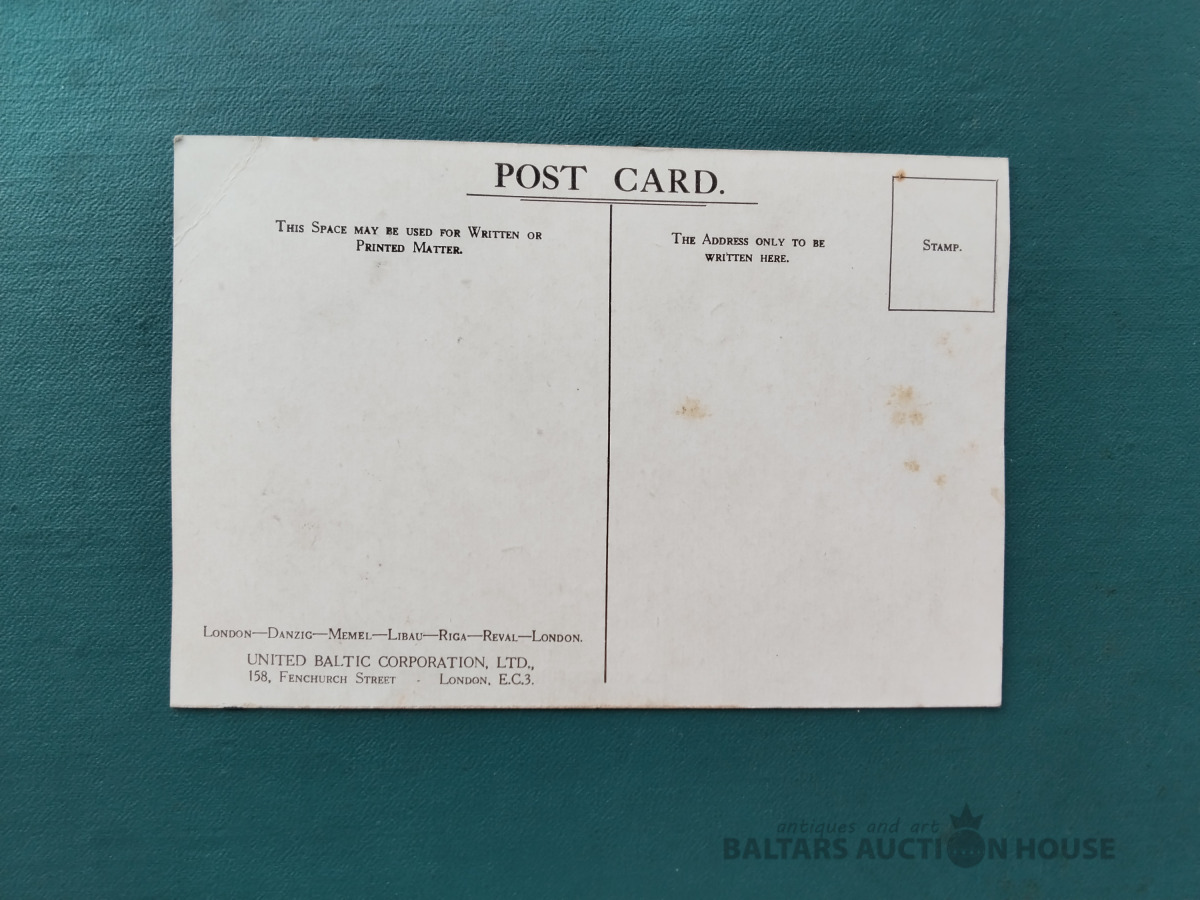 POST CARD.
THIS SPACE MAY BE USED FOR WRITTEN OR
PRINTED MATTER.
THE ADDRESS ONLY TO BE
WRITTEN HERE.
STAMP.
LONDON—DANZIG—MEMEL—LIBAU—RIGA—REVAL—LONDON.
UNITED BALTIC CORPORATION, LTD.,
158, FENCHURCH STREET - LONDON, E.C.3.
antiques and art
BALTARS AUCTION HOUSE